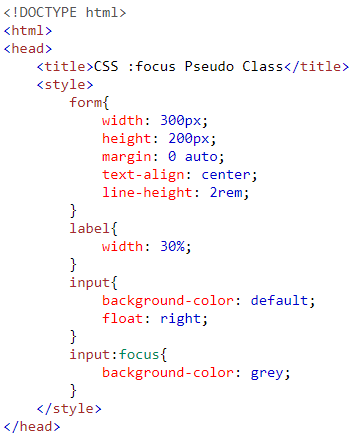 <!DOCTYPE html>
<html>
<head>
    <title>CSS :focus Pseudo Class</title>
    <style>
        form{
            width: 300px;
            height: 200px;
            margin: 0 auto;
            text-align: center;
            line-height: 2rem;
        }
        label{
            width: 30%;
        }
        input{
            background-color: default;
            float: right;
        }
        input:focus{
            background-color: grey;
        }
    </style>
</head>